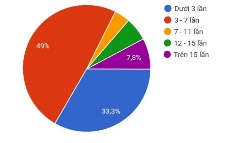 49%
33,3%
7,8%
Dưới 3 lần
3 - 7 lần
7 - 11 lần
12 - 15 lần
Trên 15 lần